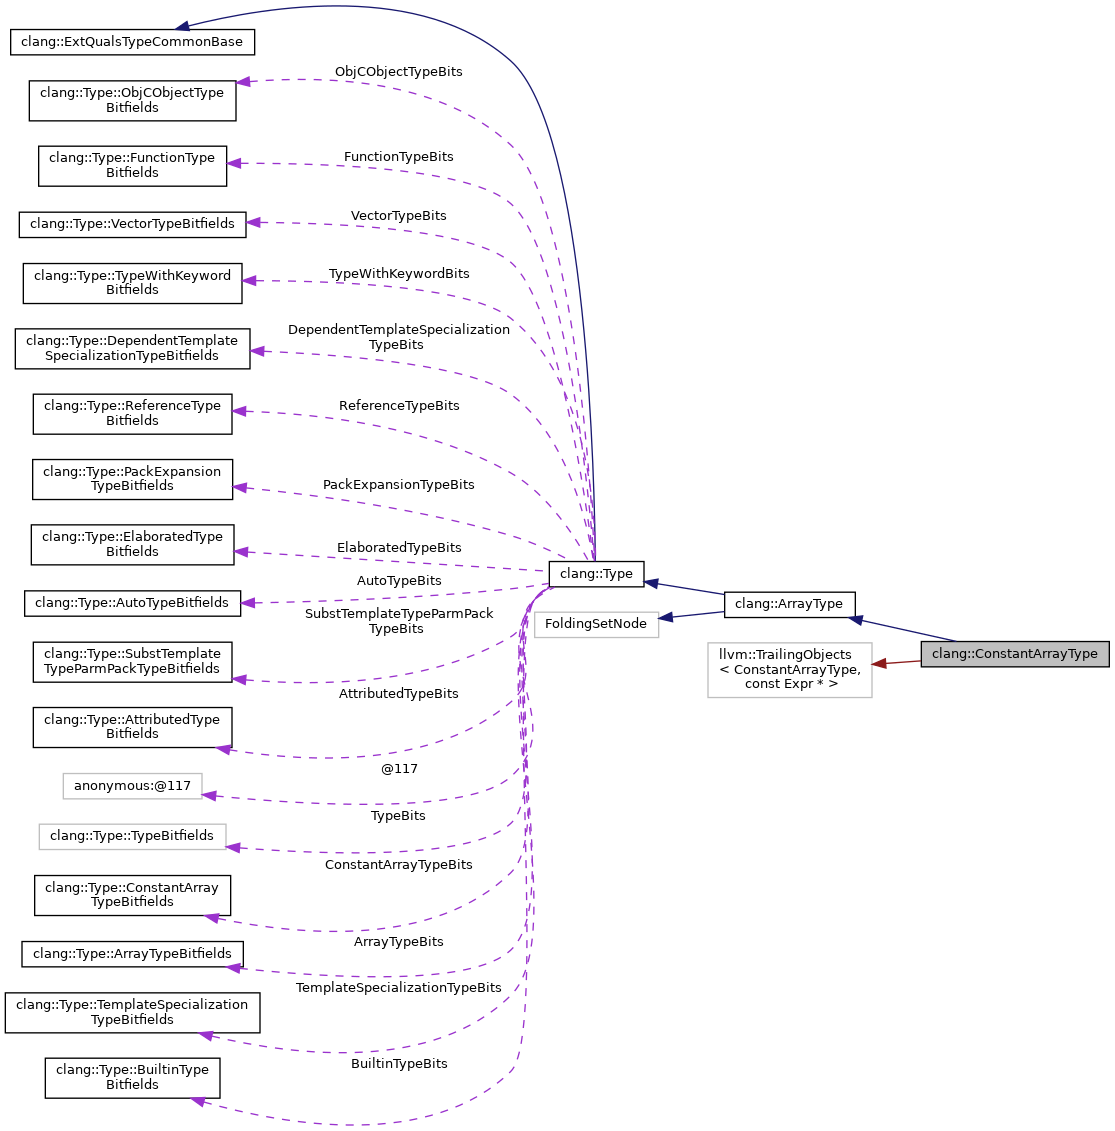 clang::ExtQualsTypeCommonBase
ObjCObjectTypeBits
clang::Type::ObjCObjectType
Bitfields
FunctionTypeBits
clang::Type::FunctionType
Bitfields
VectorTypeBits
clang::Type::VectorTypeBitfields
TypeWithKeywordBits
clang::Type::TypeWithKeyword
Bitfields
DependentTemplateSpecialization
TypeBits
clang::Type::DependentTemplate
SpecializationTypeBitfields
ReferenceTypeBits
clang::Type::ReferenceType
Bitfields
PackExpansionTypeBits
clang::Type::PackExpansion
TypeBitfields
ElaboratedTypeBits
clang::Type::ElaboratedType
Bitfields
clang::Type
AutoTypeBits
clang::Type::AutoTypeBitfields
clang::ArrayType
SubstTemplateTypeParmPack
TypeBits
FoldingSetNode
clang::Type::SubstTemplate
TypeParmPackTypeBitfields
llvm::TrailingObjects
< ConstantArrayType,
const Expr * >
clang::ConstantArrayType
AttributedTypeBits
clang::Type::AttributedType
Bitfields
@117
anonymous:@117
TypeBits
clang::Type::TypeBitfields
ConstantArrayTypeBits
clang::Type::ConstantArray
TypeBitfields
ArrayTypeBits
clang::Type::ArrayTypeBitfields
TemplateSpecializationTypeBits
clang::Type::TemplateSpecialization
TypeBitfields
BuiltinTypeBits
clang::Type::BuiltinType
Bitfields